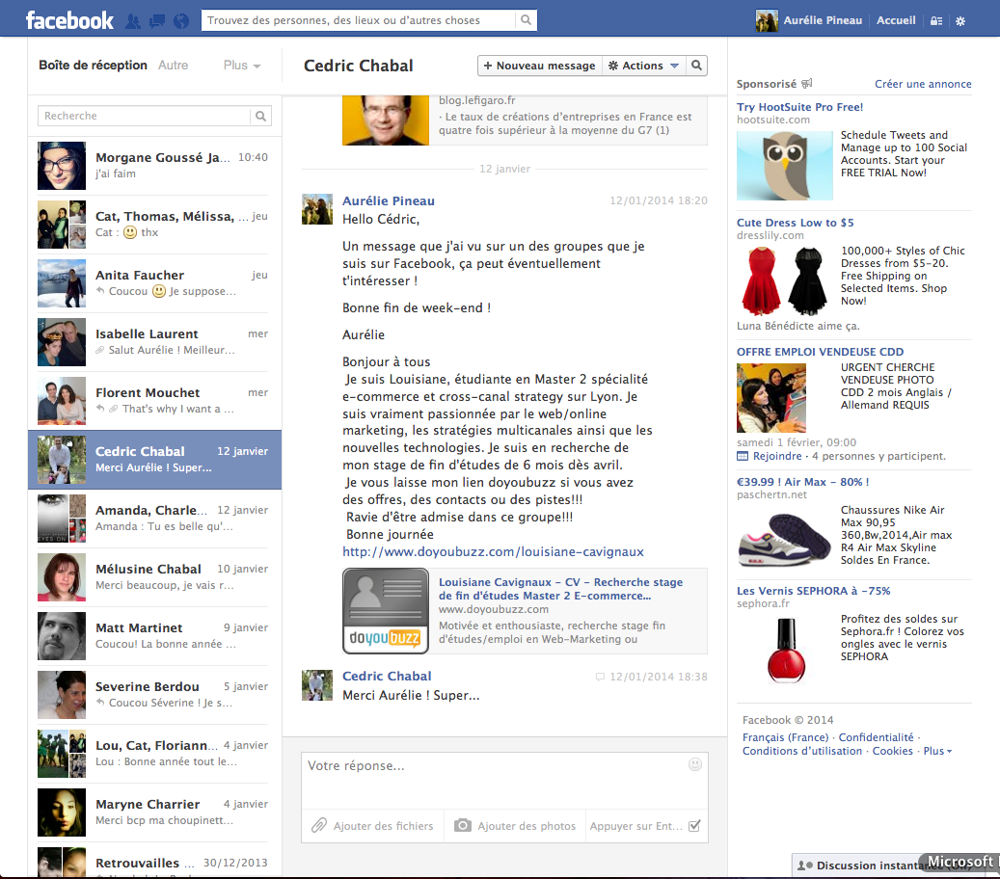 facebook
Trouvez des personnes, des lieux ou d'autres choses
Aurélie Pineau
Accueil
Boîte de réception Autre Plus
Recherche
Morgane Goussé Ja... 10:40
j'ai faim
Cat, Thomas, Mélissa, ... jeu
Cat : 🙂 thx
Anita Faucher jeu
Coucou 🙂 Je suppose...
Isabelle Laurent mer
Salut Aurélie ! Meilleur...
Florent Mouchet mer
That's why I want a ...
Cedric Chabal 12 janvier
Merci Aurélie ! Super...
Amanda, Charle... 12 janvier
Amanda : Tu es belle qu'...
Mélusine Chabal 10 janvier
Merci beaucoup, je vais r...
Matt Martinet 9 janvier
Coucou! La bonne année ...
Severine Berdou 5 janvier
Coucou Séverine ! Je s...
Lou, Cat, Floriann... 4 janvier
Lou : Bonne année tout le...
Maryne Charrier 4 janvier
Merci bcp ma choupinett...
Retrouvailles ... 30/12/2013
Cedric Chabal
+ Nouveau message
Actions
blog.lefigaro.fr
· Le taux de créations d'entreprises en France est
quatre fois supérieur à la moyenne du G7 (1)
12 janvier
Aurélie Pineau 12/01/2014 18:20
Hello Cédric,
Un message que j'ai vu sur un des groupes que je
suis sur Facebook, ça peut éventuellement
t'intéresser !
Bonne fin de week-end !
Aurélie
Bonjour à tous
Je suis Louisiane, étudiante en Master 2 spécialité
e-commerce et cross-canal strategy sur Lyon. Je
suis vraiment passionnée par le web/online
marketing, les stratégies multicanales ainsi que les
nouvelles technologies. Je suis en recherche de
mon stage de fin d'études de 6 mois dès avril.
Je vous laisse mon lien doyoubuzz si vous avez
des offres, des contacts ou des pistes!!!
Ravie d'être admise dans ce groupe!!!
Bonne journée
http://www.doyoubuzz.com/louisiane-cavignaux
doyoubuzz
Louisiane Cavignaux - CV - Recherche stage
de fin d'études Master 2 E-commerce...
www.doyoubuzz.com
Motivée et enthousiaste, recherche stage fin
d'études/emploi en Web-Marketing ou
Cedric Chabal 12/01/2014 18:38
Merci Aurélie ! Super...
Votre réponse...
Ajouter des fichiers
Ajouter des photos
Appuyer sur Ent...
Sponsorisé
Créer une annonce
Try HootSuite Pro Free!
hootsuite.com
Schedule Tweets and
Manage up to 100 Social
Accounts. Start your
FREE TRIAL Now!
Cute Dress Low to $5
dresslily.com
100,000+ Styles of Chic
Dresses from $5-20.
Free Shipping on
Selected Items. Shop
Now!
Luna Bénédicte aime ça.
OFFRE EMPLOI VENDEUSE CDD
URGENT CHERCHE
VENDEUSE PHOTO
CDD 2 mois Anglais /
Allemand REQUIS
samedi 1 février, 09:00
Rejoindre · 4 personnes y participent.
€39.99 ! Air Max - 80% !
paschertn.net
Chaussures Nike Air
Max 90,95
360,Bw,2014,Air max
R4 Air Max Skyline
Soldes En France.
Les Vernis SEPHORA à -75%
sephora.fr
Profitez des soldes sur
Sephora.fr ! Colorez vos
ongles avec le vernis
SEPHORA
Facebook © 2014
Français (France) · Confidentialité ·
Conditions d'utilisation · Cookies · Plus
Discussion instantanée
Microsoft